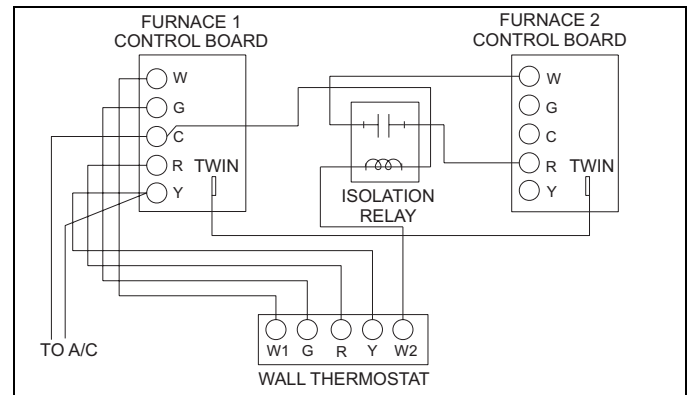 FURNACE 1
CONTROL BOARD
W
G
C
R
TWIN
Y
FURNACE 2
CONTROL BOARD
W
G
C
R
TWIN
Y
ISOLATION
RELAY
TO A/C
W1 G R Y W2
WALL THERMOSTAT